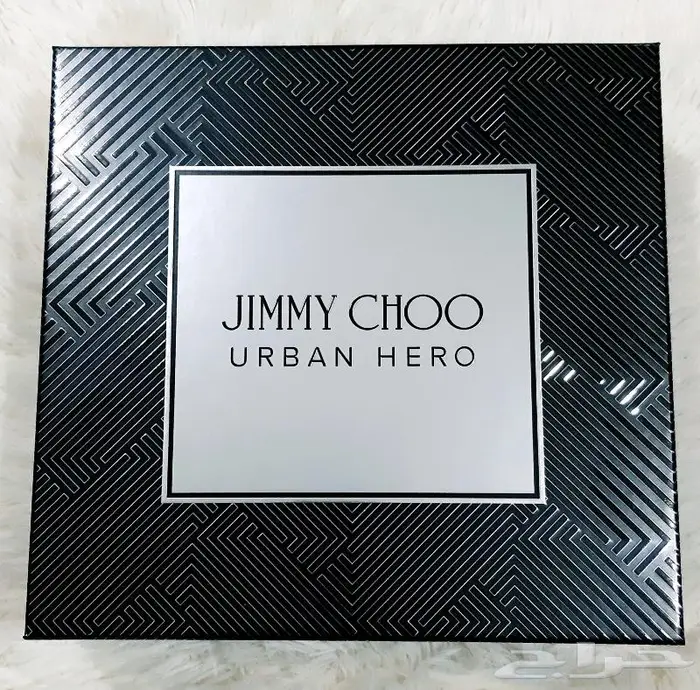 JIMMY CHOO
URBAN HERO
حراج